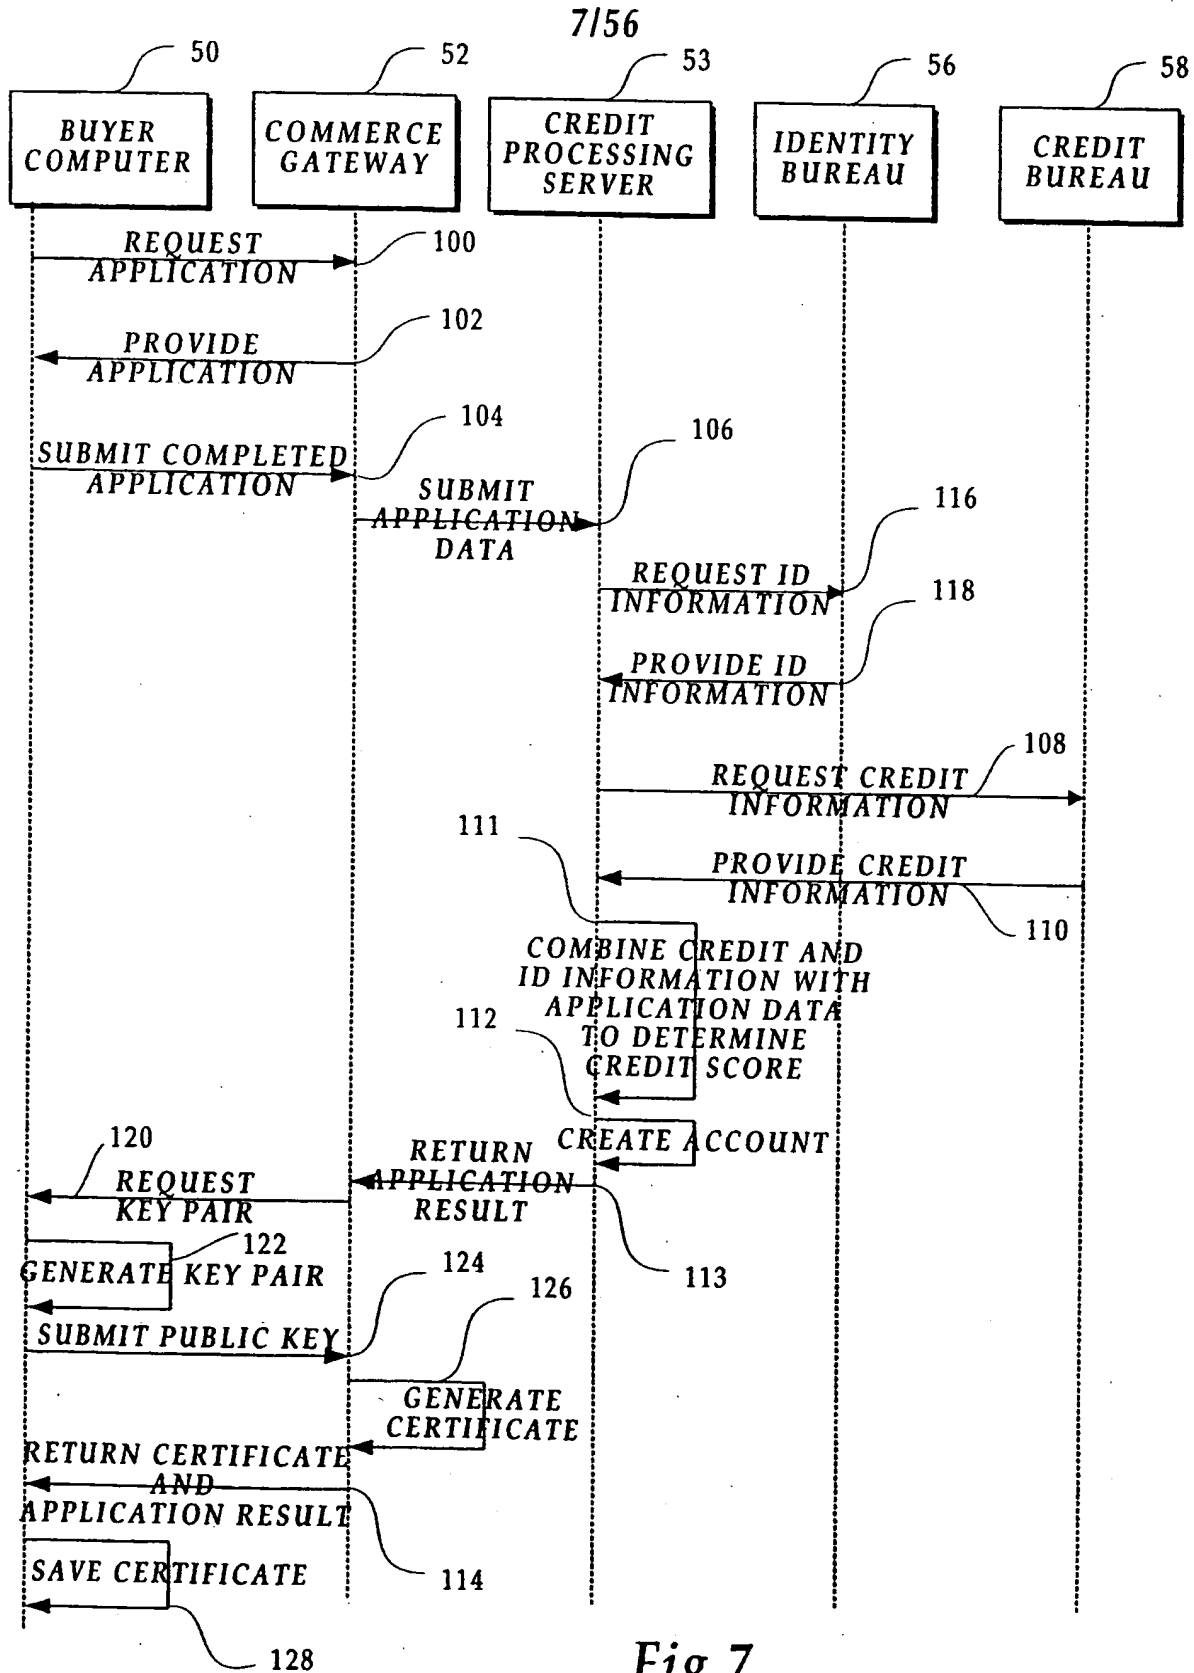 7/56
50
52
53
56
58
BUYER
COMPUTER
COMMERCE
GATEWAY
CREDIT
PROCESSING
SERVER
IDENTITY
BUREAU
CREDIT
BUREAU
REQUEST
APPLICATION
100
PROVIDE
APPLICATION
102
SUBMIT COMPLETED
APPLICATION
104
SUBMIT
APPLICATION
DATA
106
REQUEST ID
INFORMATION
116
PROVIDE ID
INFORMATION
118
REQUEST CREDIT
INFORMATION
108
PROVIDE CREDIT
INFORMATION
110
111
COMBINE CREDIT AND
ID INFORMATION WITH
APPLICATION DATA
TO DETERMINE
CREDIT SCORE
112
CREATE ACCOUNT
RETURN
APPLICATION
RESULT
113
120
REQUEST
KEY PAIR
122
GENERATE KEY PAIR
124
SUBMIT PUBLIC KEY
126
GENERATE
CERTIFICATE
RETURN CERTIFICATE
AND
APPLICATION RESULT
114
SAVE CERTIFICATE
128
Fig. 7